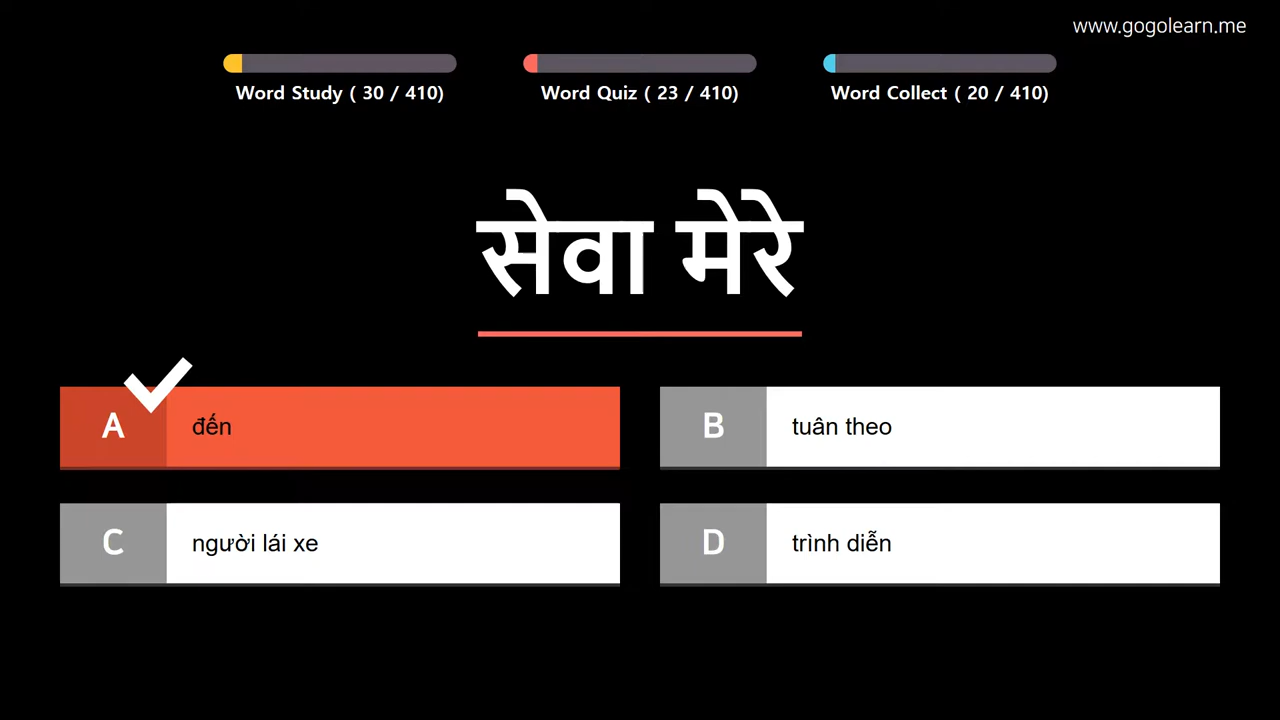 www.gogolearn.me
Word Study ( 30 / 410)
Word Quiz ( 23 / 410)
Word Collect ( 20 / 410)
सेवा मेरे
A đến
B tuân theo
C người lái xe
D trình diễn